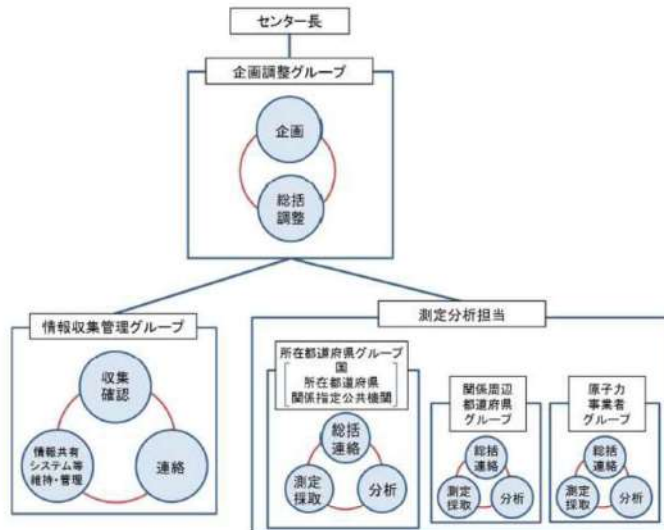 センター長
企画調整グループ
企画
総括
調整
情報収集管理グループ
収集
確認
情報共有
システム等
維持・管理
連絡
測定分析担当
所在都道府県グループ
国
所在都道府県
関係指定公共機関
総括
連絡
測定
採取
分析
関係周辺
都道府県
グループ
総括
連絡
測定
採取
分析
原子力
事業者
グループ
総括
連絡
測定
採取
分析